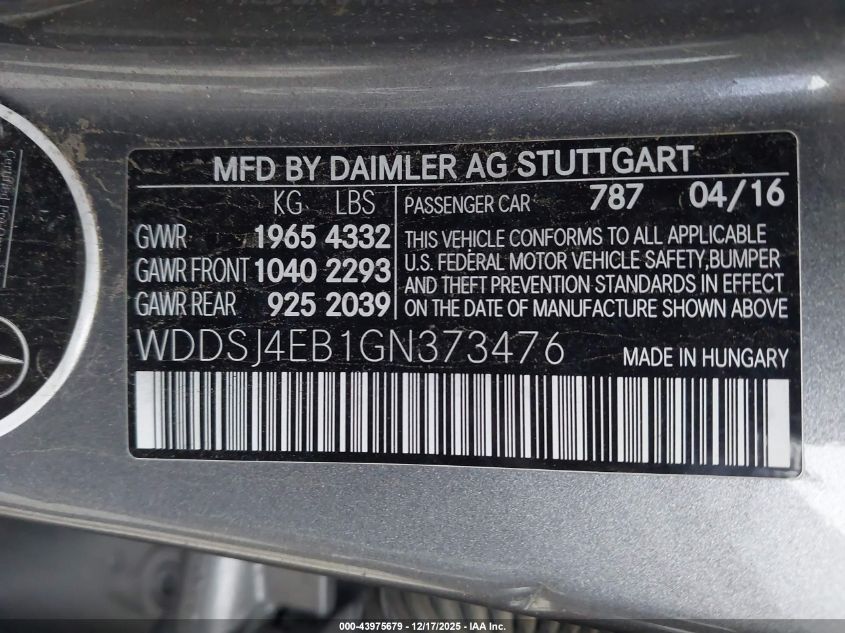 MFD BY DAIMLER AG STUTTGART
KG LBS
GWR 1965 4332
GAWR FRONT 1040 2293
GAWR REAR 925 2039
PASSENGER CAR 787 04/16
THIS VEHICLE CONFORMS TO ALL APPLICABLE
U.S. FEDERAL MOTOR VEHICLE SAFETY,BUMPER
AND THEFT PREVENTION STANDARDS IN EFFECT
ON THE DATE OF MANUFACTURE SHOWN ABOVE
WDDSJ4EB1GN373476 MADE IN HUNGARY
000-43975679 - 12/17/2025 - IAA Inc.